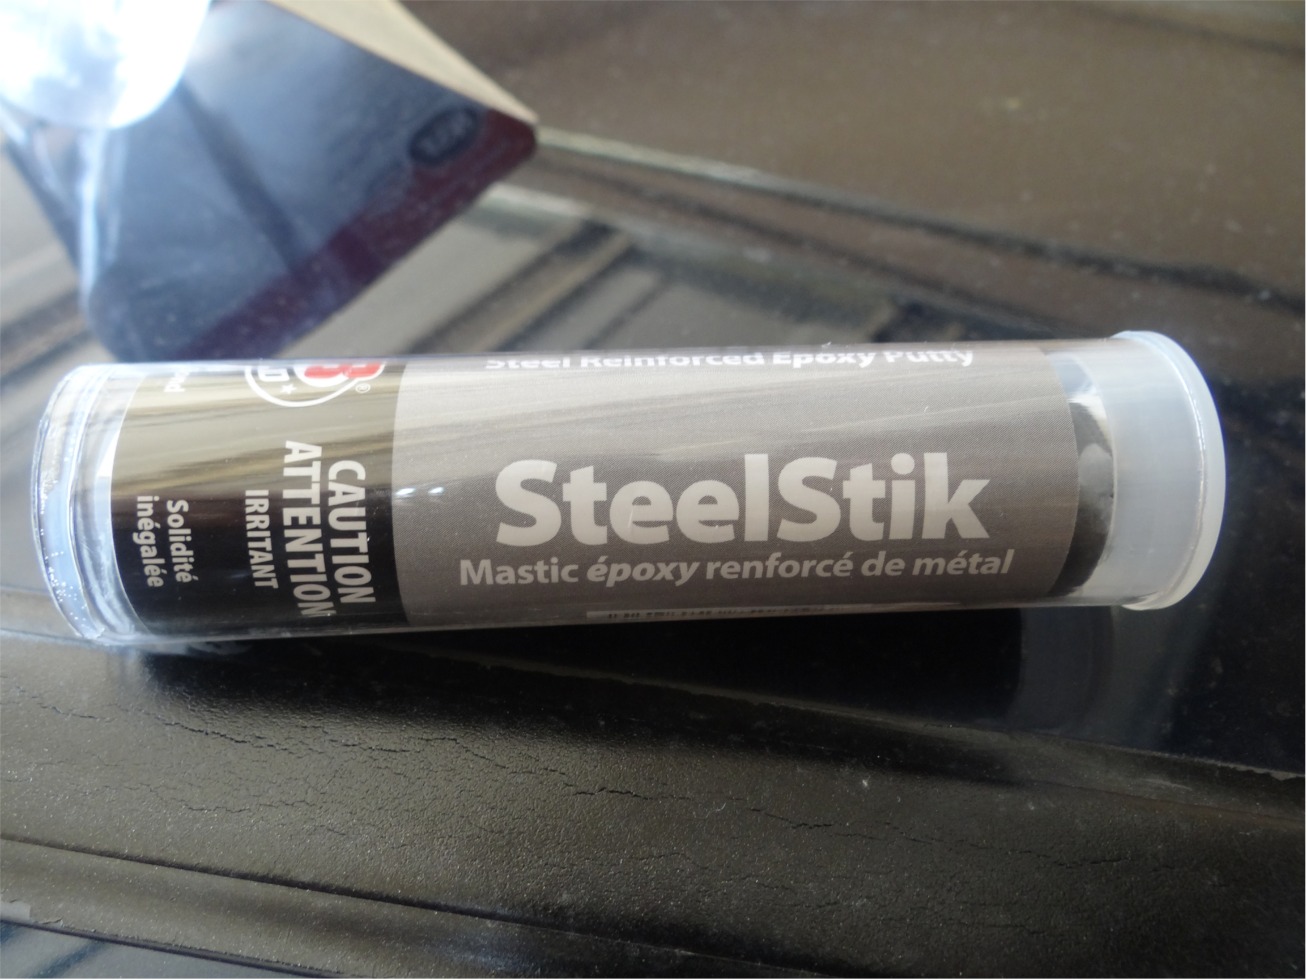 Steel Reinforced Epoxy Putty
SteelStik
Mastic époxy renforcé de métal
CAUTION
ATTENTION
IRRITANT
Solidité
inégalée